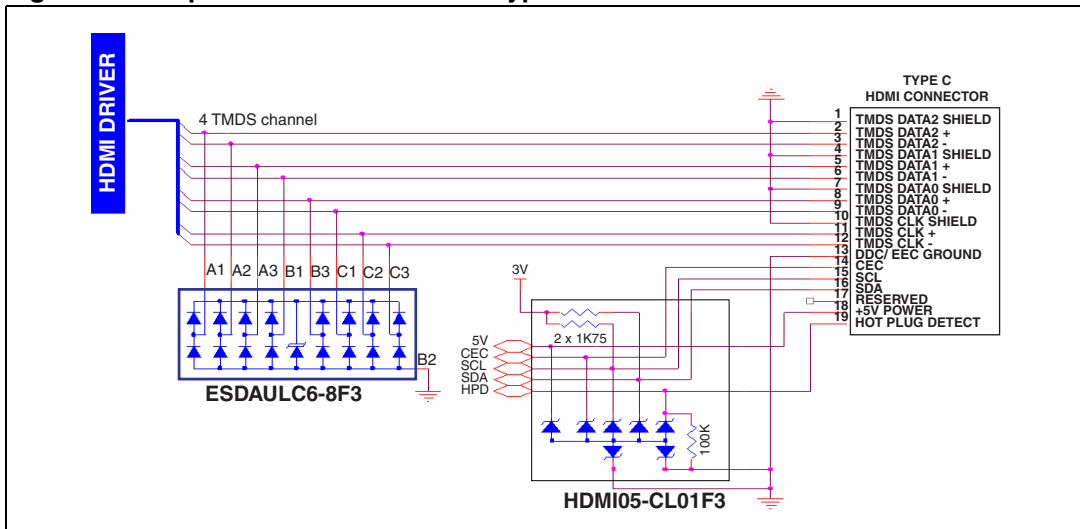 HDMI DRIVER
4 TMDS channel
A1 A2 A3 B1 B3 C1 C2 C3
B2
ESDAULC6-8F3
3V
2 x 1K75
5V
CEC
SCL
SDA
HPD
100K
HDMI05-CL01F3
TYPE C
HDMI CONNECTOR
1 TMDS DATA2 SHIELD
2 TMDS DATA2 +
3 TMDS DATA2 -
4 TMDS DATA1 SHIELD
5 TMDS DATA1 +
6 TMDS DATA1 -
7 TMDS DATA0 SHIELD
8 TMDS DATA0 +
9 TMDS DATA0 -
10 TMDS CLK SHIELD
11 TMDS CLK +
12 TMDS CLK -
13 DDC/ EEC GROUND
14 CEC
15 SCL
16 SDA
17 RESERVED
18 +5V POWER
19 HOT PLUG DETECT